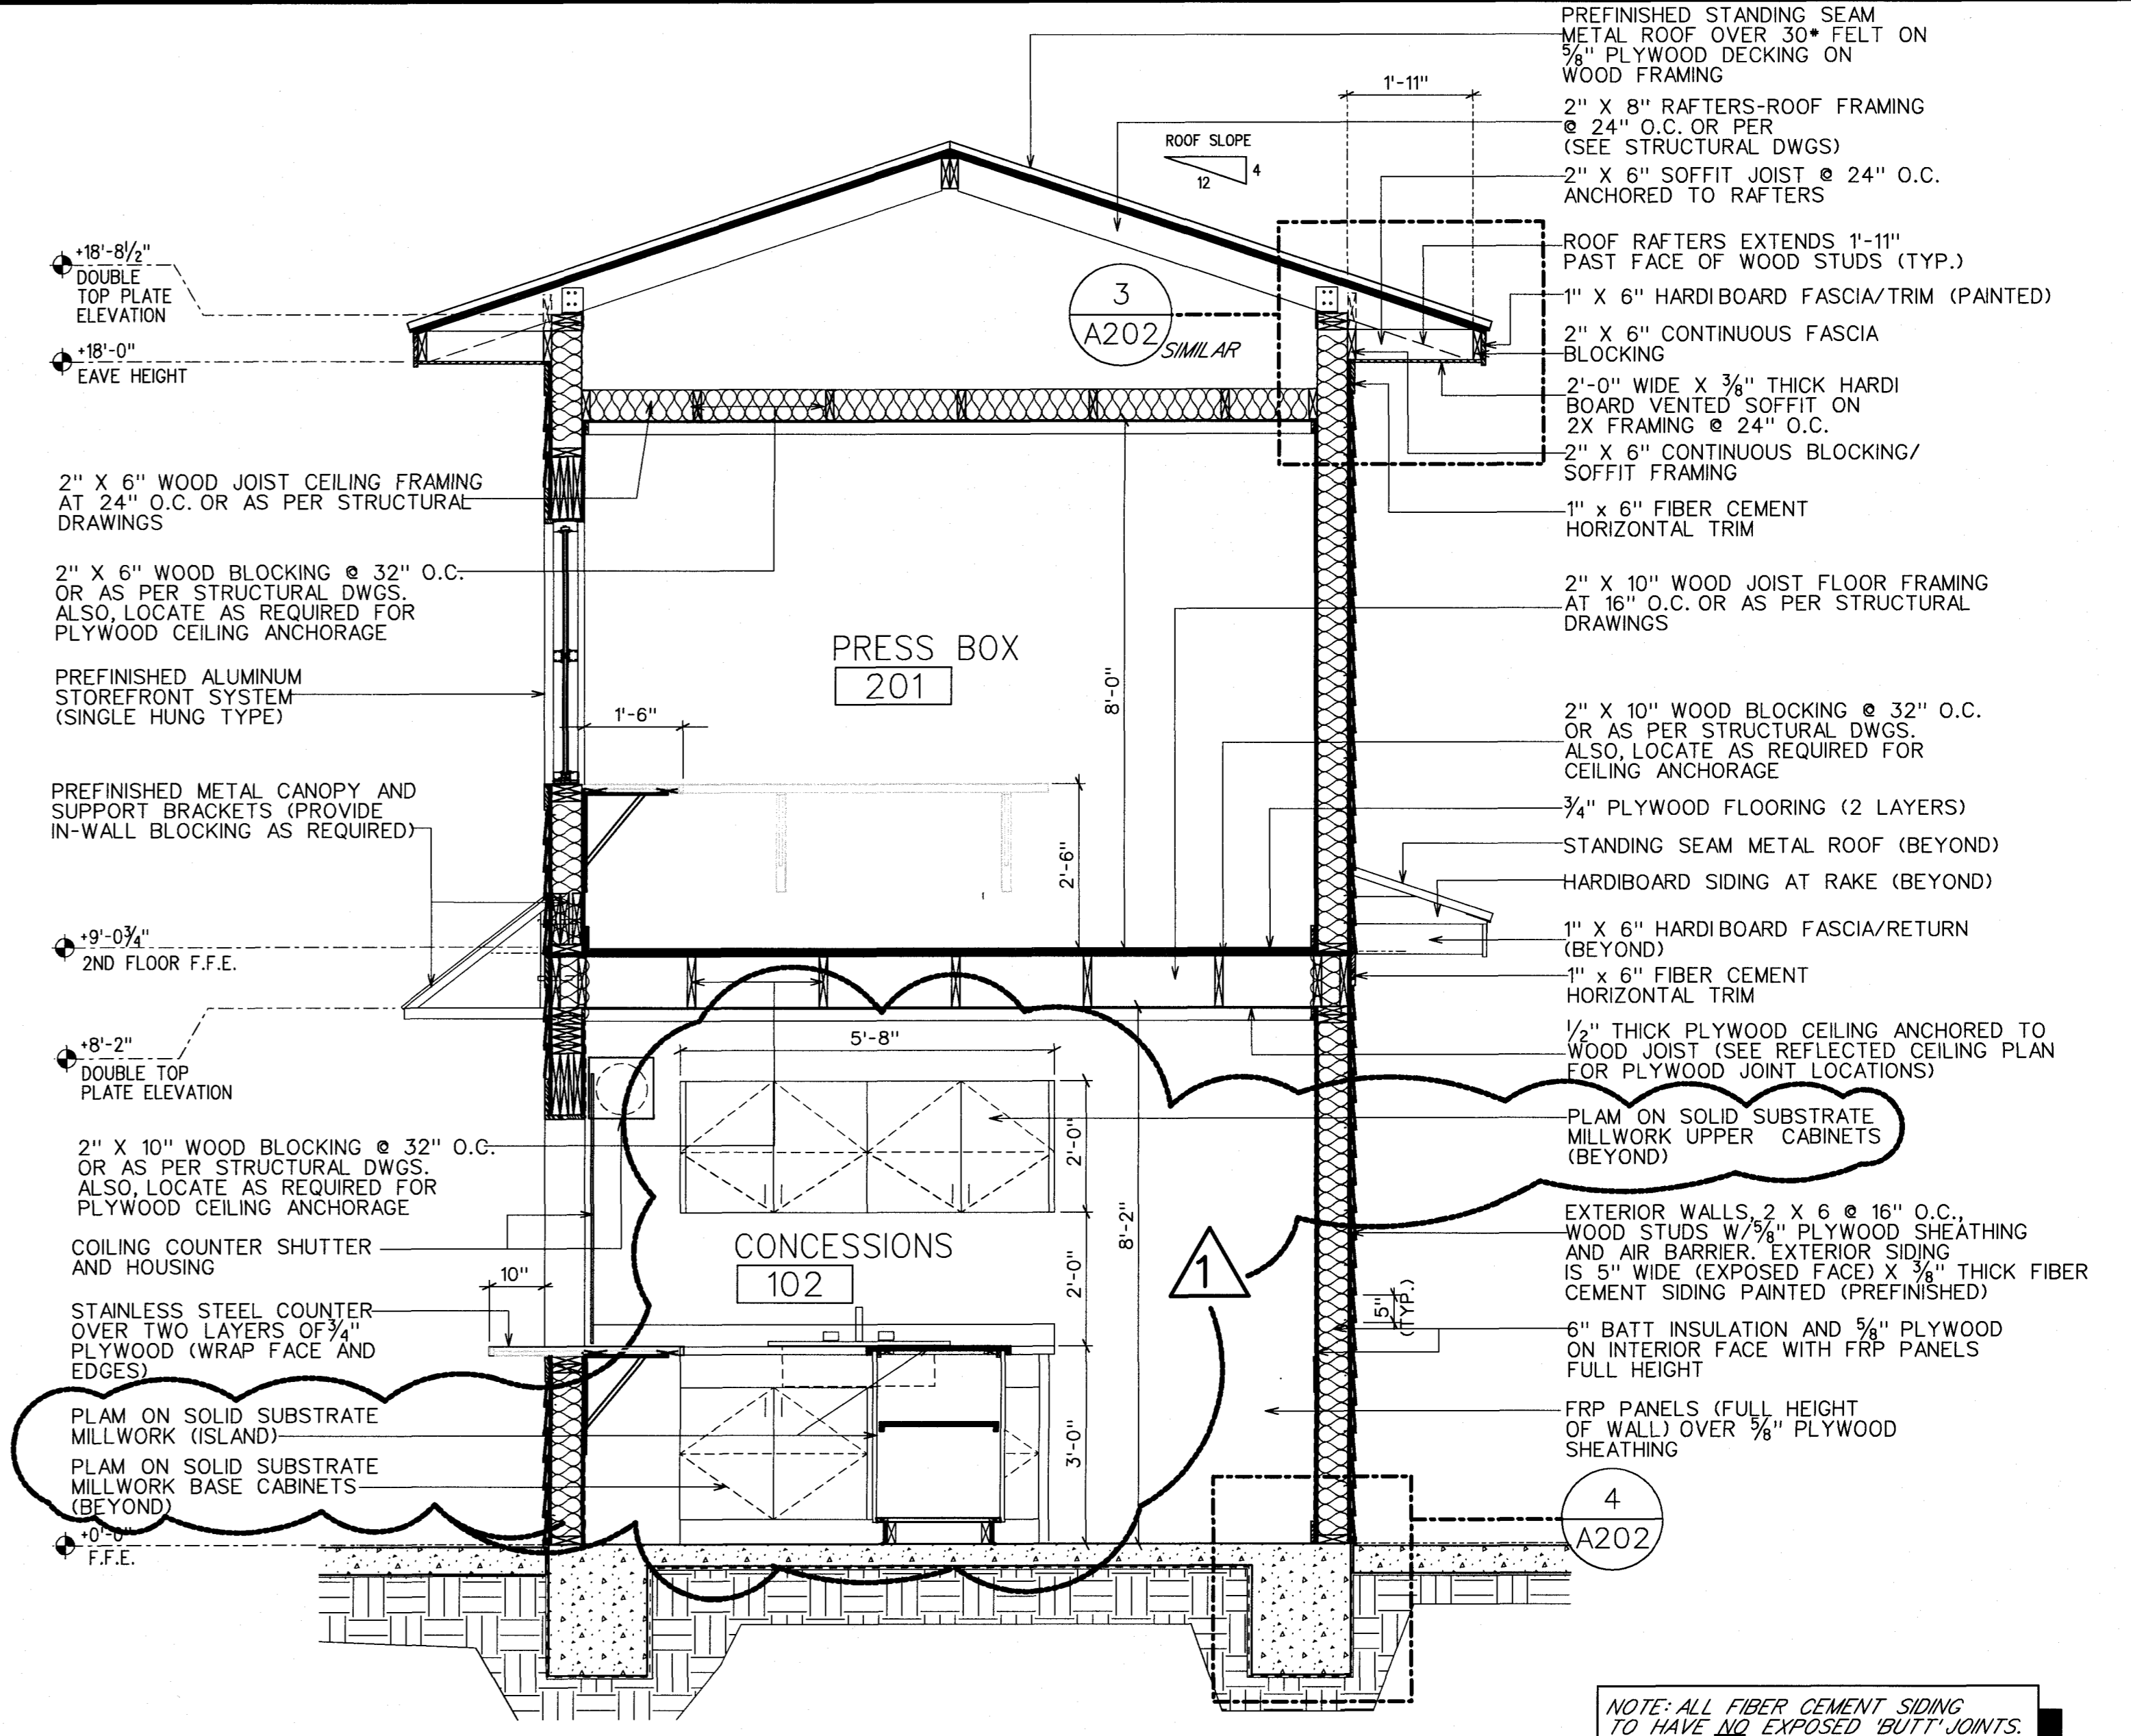 PREFINISHED STANDING SEAM
METAL ROOF OVER 30# FELT ON
5/8" PLYWOOD DECKING ON
WOOD FRAMING
1'-11"
2" X 8" RAFTERS-ROOF FRAMING
@ 24" O.C. OR PER
(SEE STRUCTURAL DWGS)
ROOF SLOPE
4
12
2" X 6" SOFFIT JOIST @ 24" O.C.
ANCHORED TO RAFTERS
ROOF RAFTERS EXTENDS 1'-11"
PAST FACE OF WOOD STUDS (TYP.)
+18'-8 1/2"
DOUBLE
TOP PLATE
ELEVATION
3
A202
SIMILAR
1" X 6" HARDIBOARD FASCIA/TRIM (PAINTED)
2" X 6" CONTINUOUS FASCIA
BLOCKING
+18'-0"
EAVE HEIGHT
2'-0" WIDE X 3/8" THICK HARDI
BOARD VENTED SOFFIT ON
2X FRAMING @ 24" O.C.
2" X 6" CONTINUOUS BLOCKING/
SOFFIT FRAMING
2" X 6" WOOD JOIST CEILING FRAMING
AT 24" O.C. OR AS PER STRUCTURAL
DRAWINGS
1" x 6" FIBER CEMENT
HORIZONTAL TRIM
2" X 6" WOOD BLOCKING @ 32" O.C.
OR AS PER STRUCTURAL DWGS.
ALSO, LOCATE AS REQUIRED FOR
PLYWOOD CEILING ANCHORAGE
2" X 10" WOOD JOIST FLOOR FRAMING
AT 16" O.C. OR AS PER STRUCTURAL
DRAWINGS
PRESS BOX
201
8'-0"
PREFINISHED ALUMINUM
STOREFRONT SYSTEM
(SINGLE HUNG TYPE)
1'-6"
2" X 10" WOOD BLOCKING @ 32" O.C.
OR AS PER STRUCTURAL DWGS.
ALSO, LOCATE AS REQUIRED FOR
CEILING ANCHORAGE
PREFINISHED METAL CANOPY AND
SUPPORT BRACKETS (PROVIDE
IN-WALL BLOCKING AS REQUIRED)
2'-6"
3/4" PLYWOOD FLOORING (2 LAYERS)
STANDING SEAM METAL ROOF (BEYOND)
HARDIBOARD SIDING AT RAKE (BEYOND)
+9'-0 3/4"
2ND FLOOR F.F.E.
1" X 6" HARDIBOARD FASCIA/RETURN
(BEYOND)
1" x 6" FIBER CEMENT
HORIZONTAL TRIM
+8'-2"
DOUBLE TOP
PLATE ELEVATION
5'-8"
1/2" THICK PLYWOOD CEILING ANCHORED TO
WOOD JOIST (SEE REFLECTED CEILING PLAN
FOR PLYWOOD JOINT LOCATIONS)
PLAM ON SOLID SUBSTRATE
MILLWORK UPPER CABINETS
(BEYOND)
2" X 10" WOOD BLOCKING @ 32" O.C.
OR AS PER STRUCTURAL DWGS.
ALSO, LOCATE AS REQUIRED FOR
PLYWOOD CEILING ANCHORAGE
2'-0"
8'-2"
EXTERIOR WALLS, 2 X 6 @ 16" O.C.,
WOOD STUDS W/5/8" PLYWOOD SHEATHING
AND AIR BARRIER. EXTERIOR SIDING
IS 5" WIDE (EXPOSED FACE) X 3/8" THICK FIBER
CEMENT SIDING PAINTED (PREFINISHED)
COILING COUNTER SHUTTER
AND HOUSING
CONCESSIONS
102
2'-0"
1
10"
5"
(TYP.)
STAINLESS STEEL COUNTER
OVER TWO LAYERS OF 3/4"
PLYWOOD (WRAP FACE AND
EDGES)
6" BATT INSULATION AND 5/8" PLYWOOD
ON INTERIOR FACE WITH FRP PANELS
FULL HEIGHT
PLAM ON SOLID SUBSTRATE
MILLWORK (ISLAND)
3'-0"
FRP PANELS (FULL HEIGHT
OF WALL) OVER 5/8" PLYWOOD
SHEATHING
PLAM ON SOLID SUBSTRATE
MILLWORK BASE CABINETS
(BEYOND)
4
A202
+0'-0"
F.F.E.
NOTE: ALL FIBER CEMENT SIDING
TO HAVE NO EXPOSED 'BUTT' JOINTS.